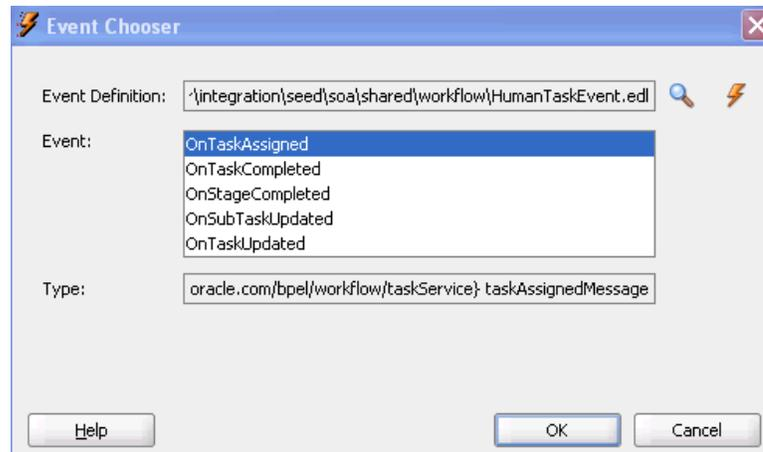 Event Chooser
Event Definition: \integration\seed\soa\shared\workflow\HumanTaskEvent.edl
Event:
OnTaskAssigned
OnTaskCompleted
OnStageCompleted
OnSubTaskUpdated
OnTaskUpdated
Type: oracle.com/bpel/workflow/taskService} taskAssignedMessage
Help OK Cancel